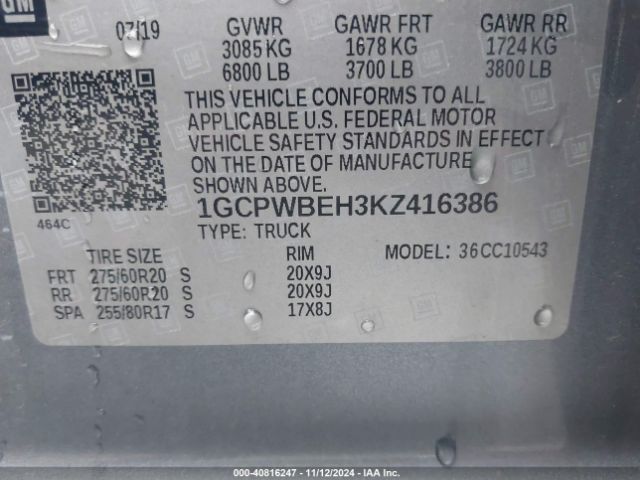 GM
07/19 GVWR GAWR FRT GAWR RR
3085 KG 1678 KG 1724 KG
6800 LB 3700 LB 3800 LB
THIS VEHICLE CONFORMS TO ALL
APPLICABLE U.S. FEDERAL MOTOR
VEHICLE SAFETY STANDARDS IN EFFECT
ON THE DATE OF MANUFACTURE
SHOWN ABOVE.
464C
1GCPWBEH3KZ416386
TYPE: TRUCK
TIRE SIZE RIM MODEL: 36CC10543
FRT 275/60R20 S 20X9J
RR 275/60R20 S 20X9J
SPA 255/80R17 S 17X8J
000-40816247 - 11/12/2024 - IAAI.COM